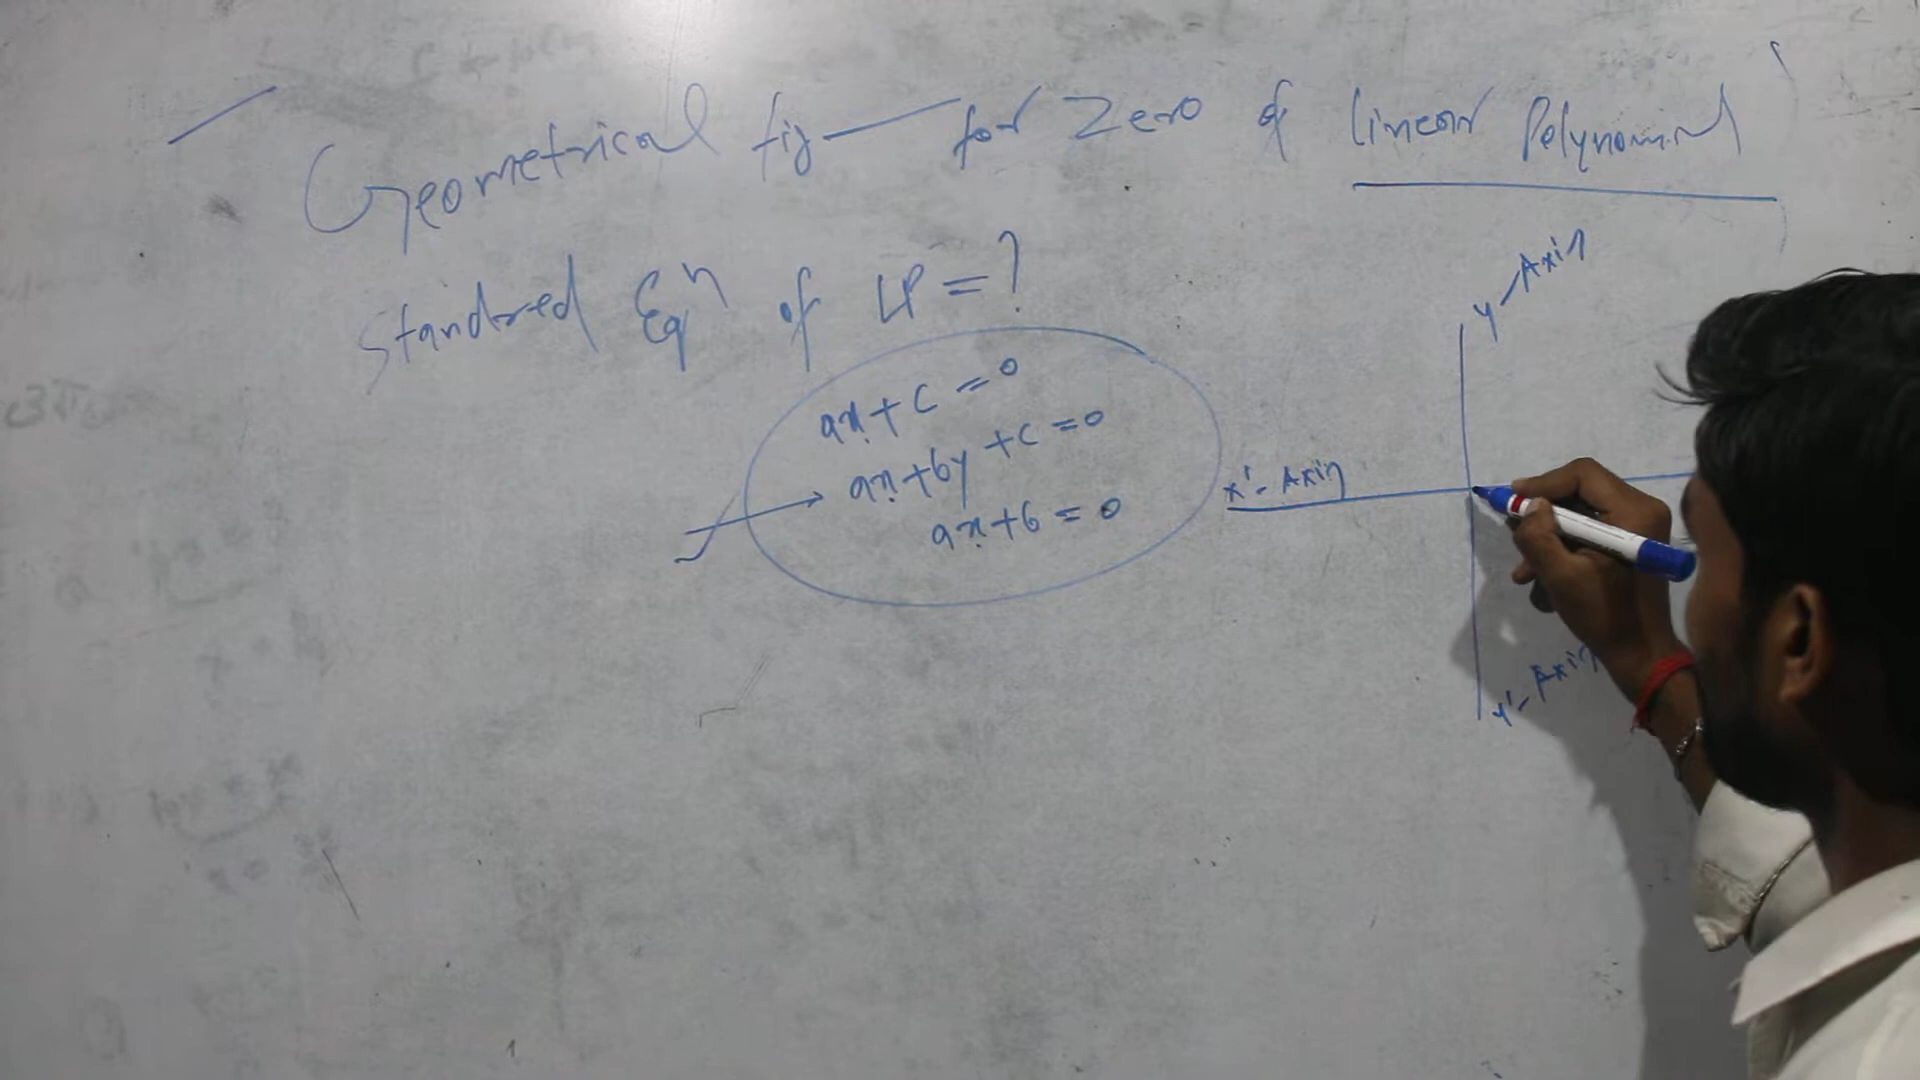 Geometrical fig for zero of linear Polynomial
Standred Eqⁿ of LP = ?
ax + c = 0
ax + by + c = 0
ax + b = 0
y - Axis
x' - Axis
y' - Axis